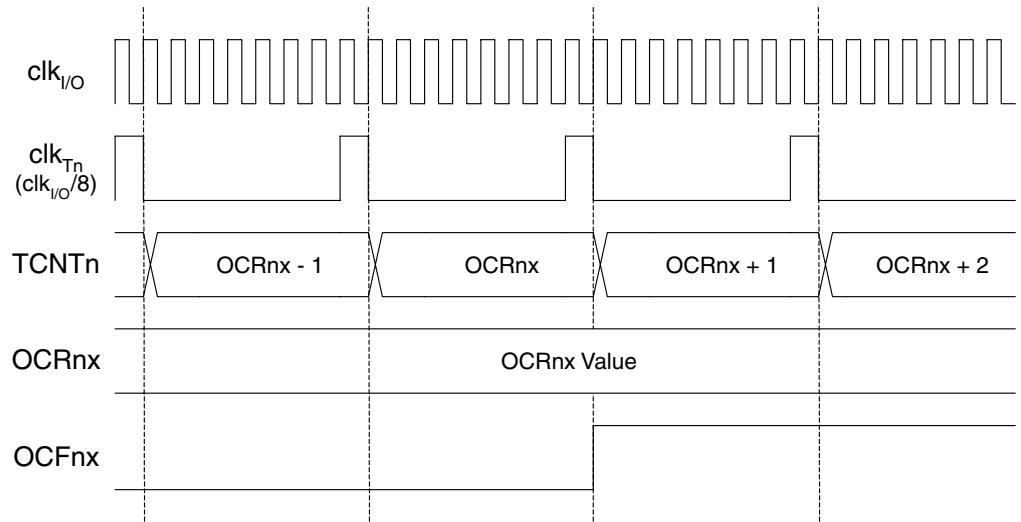 clkI/O
clkTn
(clkI/O/8)
TCNTn
OCRnx - 1
OCRnx
OCRnx + 1
OCRnx + 2
OCRnx
OCRnx Value
OCFnx